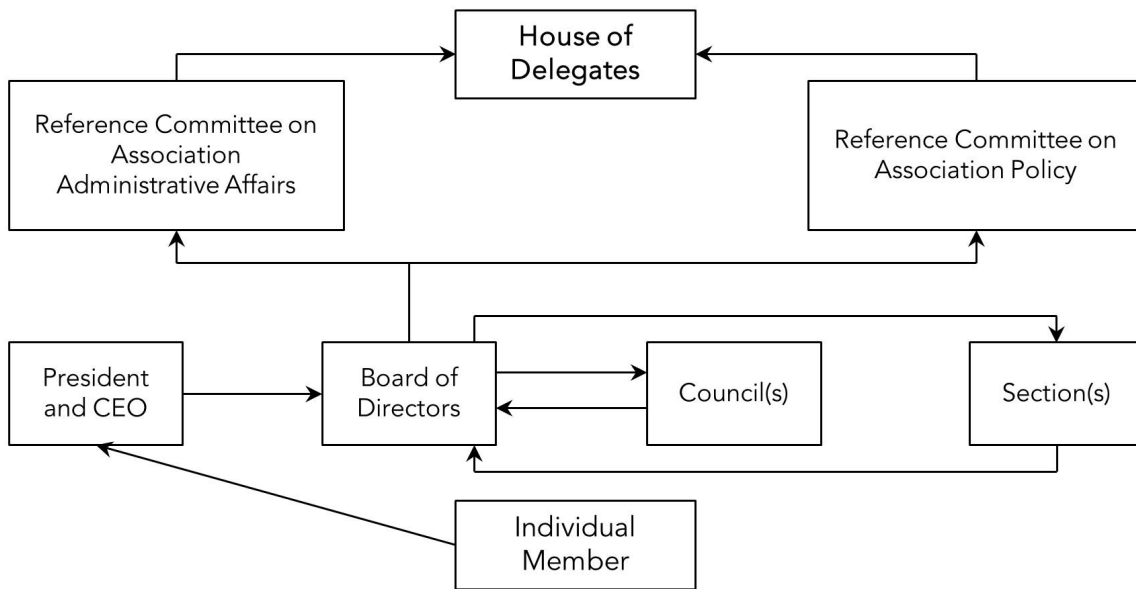 House of
Delegates
Reference Committee on
Association
Administrative Affairs
Reference Committee on
Association Policy
President
and CEO
Board of
Directors
Council(s)
Section(s)
Individual
Member